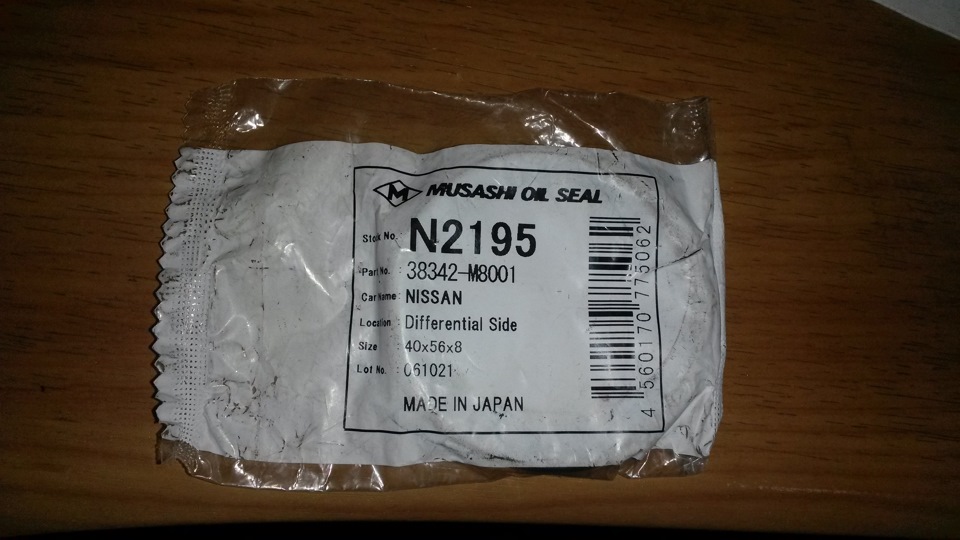 M MUSASHI OIL SEAL
Stock No. : N2195
Part No. : 38342-M8001
Car Name : NISSAN
Location : Differential Side
Size : 40x56x8
Lot No. : 061021
MADE IN JAPAN
4 560170 775062